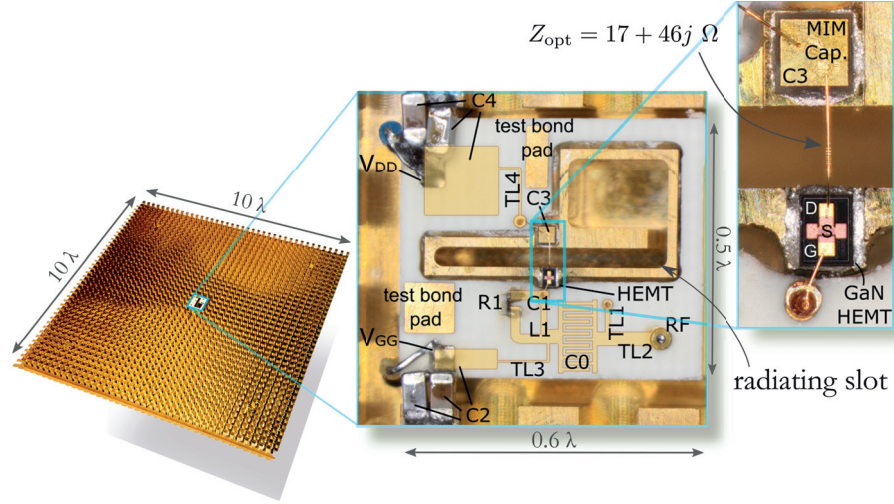 Z_opt = 17 + 46j Ω
MIM
Cap.
C3
C4
test bond
pad
V_DD
TL4
C3
10 λ
10 λ
0.5 λ
D
S
G
GaN
HEMT
HEMT
test bond
pad
R1
C1
L1
TL1
RF
V_GG
C0
TL2
TL3
C2
radiating slot
0.6 λ